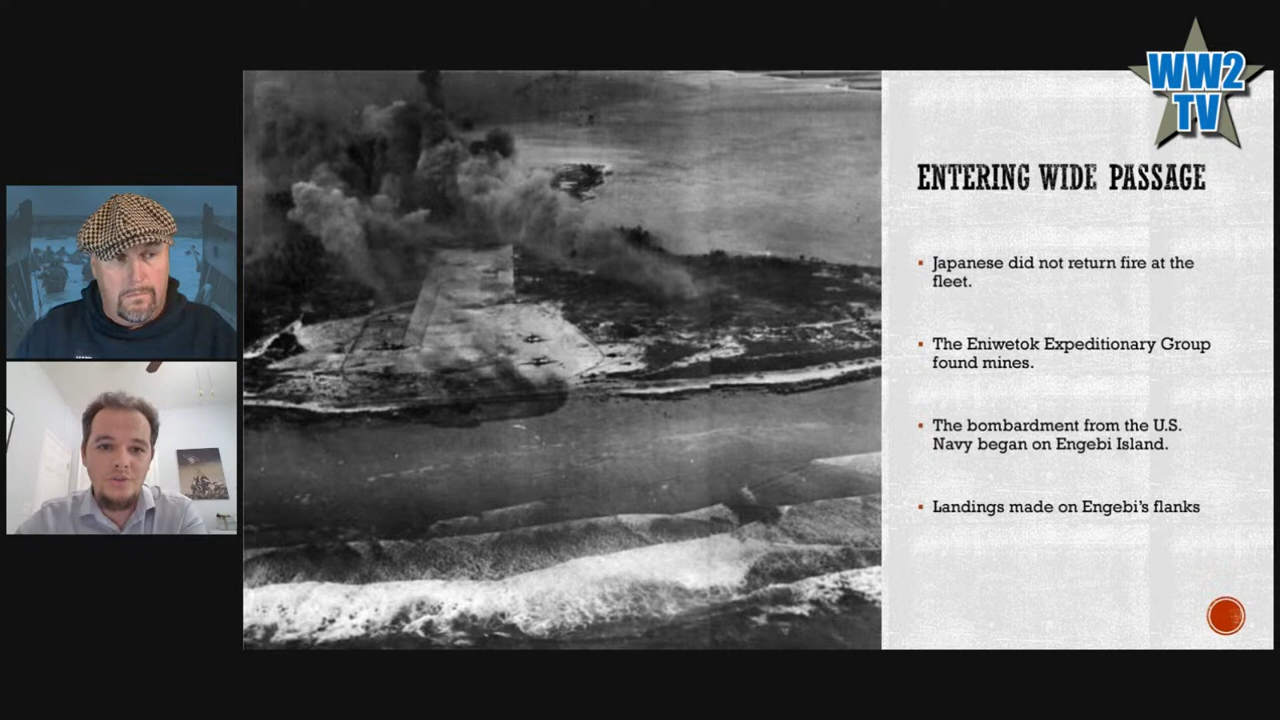 WW2
TV
ENTERING WIDE PASSAGE
Japanese did not return fire at the
fleet.
The Eniwetok Expeditionary Group
found mines.
The bombardment from the U.S.
Navy began on Engebi Island.
Landings made on Engebi's flanks